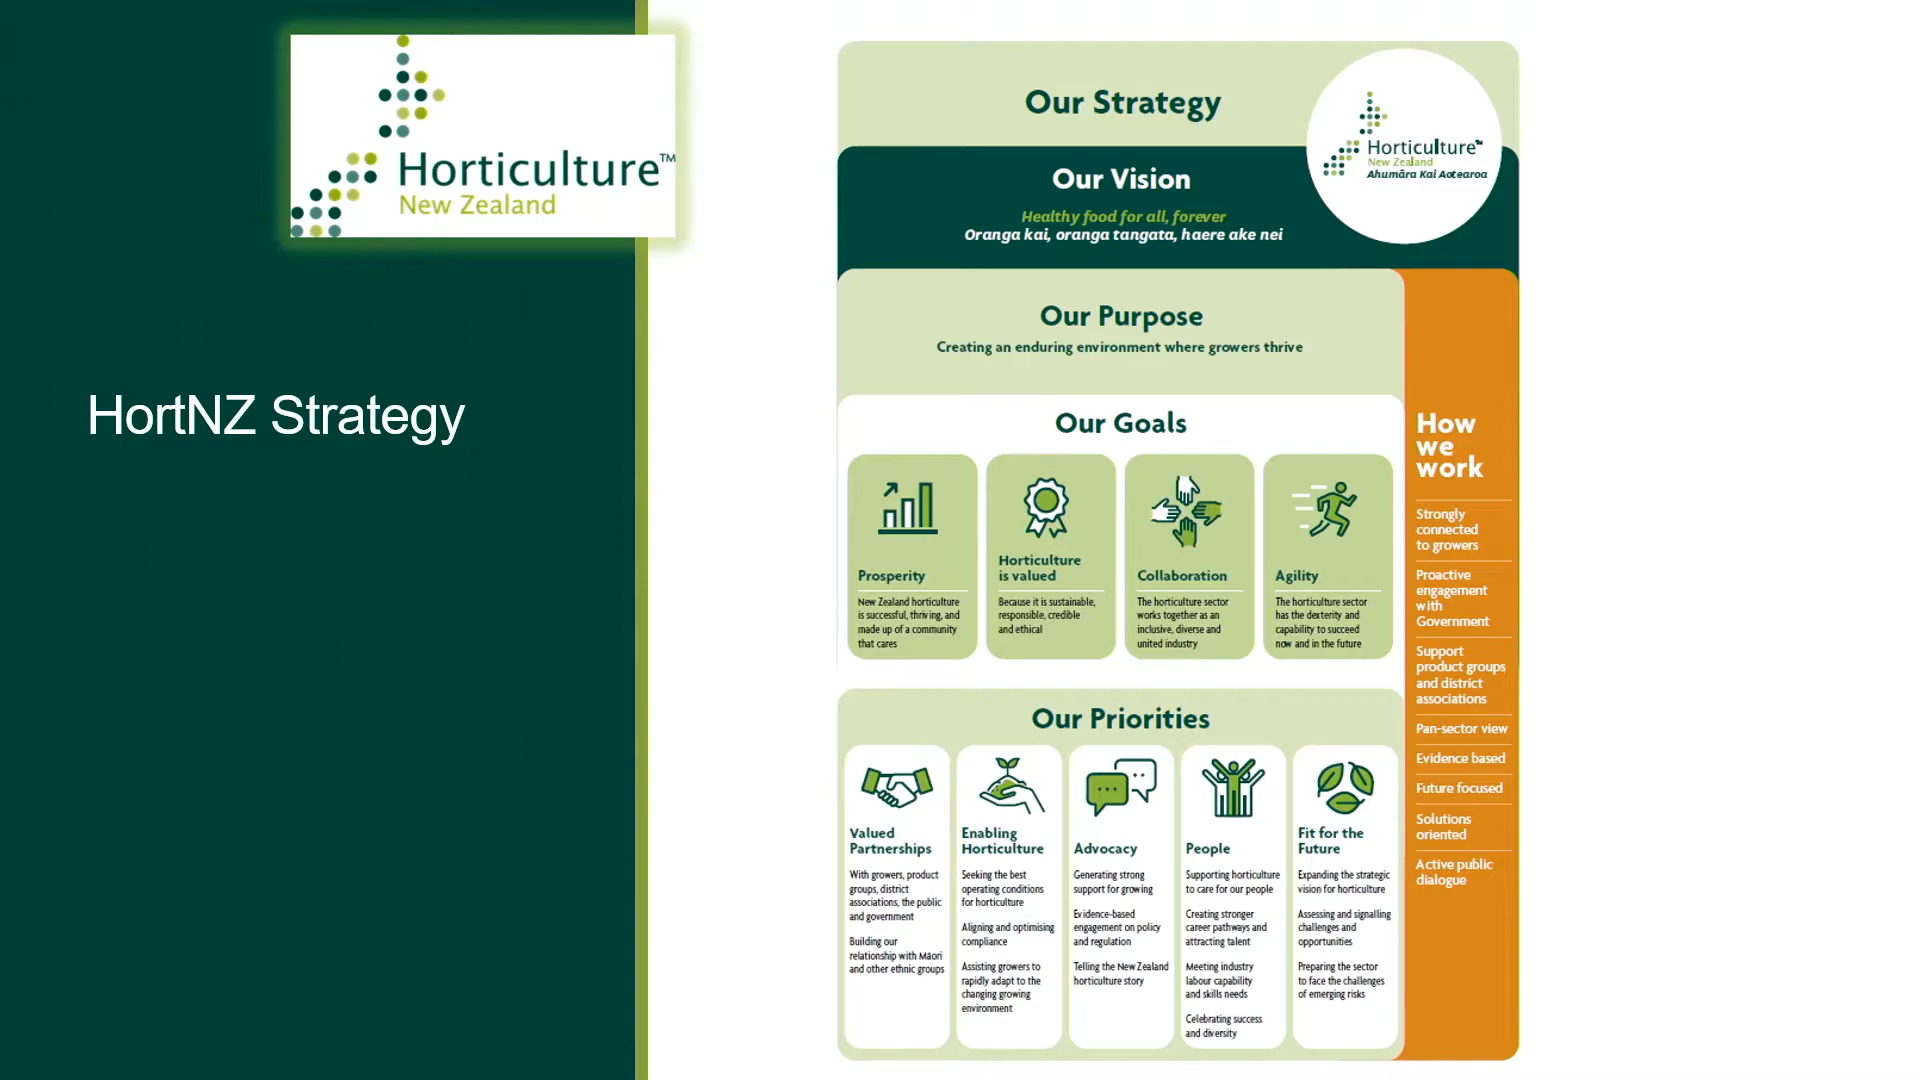 Horticulture™
New Zealand
HortNZ Strategy
Our Strategy
Horticulture™
New Zealand
Ahumāra Kai Aotearoa
Our Vision
Healthy food for all, forever
Oranga kai, oranga tangata, haere ake nei
Our Purpose
Creating an enduring environment where growers thrive
Our Goals
Prosperity
New Zealand horticulture
is successful, thriving, and
made up of a community
that cares
Horticulture
is valued
Because it is sustainable,
responsible, credible
and ethical
Collaboration
The horticulture sector
works together as an
inclusive, diverse and
united industry
Agility
The horticulture sector
has the dexterity and
capability to succeed
now and in the future
Our Priorities
Valued
Partnerships
With growers, product
groups, district
associations, the public
and government
Building our
relationship with Māori
and other ethnic groups
Enabling
Horticulture
Seeking the best
operating conditions
for horticulture
Aligning and optimising
compliance
Assisting growers to
rapidly adapt to the
changing growing
environment
Advocacy
Generating strong
support for growing
Evidence-based
engagement on policy
and regulation
Telling the New Zealand
horticulture story
People
Supporting horticulture
to care for our people
Creating stronger
career pathways and
attracting talent
Meeting industry
labour capability
and skills needs
Celebrating success
and diversity
Fit for the
Future
Expanding the strategic
vision for horticulture
Assessing and signalling
challenges and
opportunities
Preparing the sector
to face the challenges
of emerging risks
How
we
work
Strongly
connected
to growers
Proactive
engagement
with
Government
Support
product groups
and district
associations
Pan-sector view
Evidence based
Future focused
Solutions
oriented
Active public
dialogue